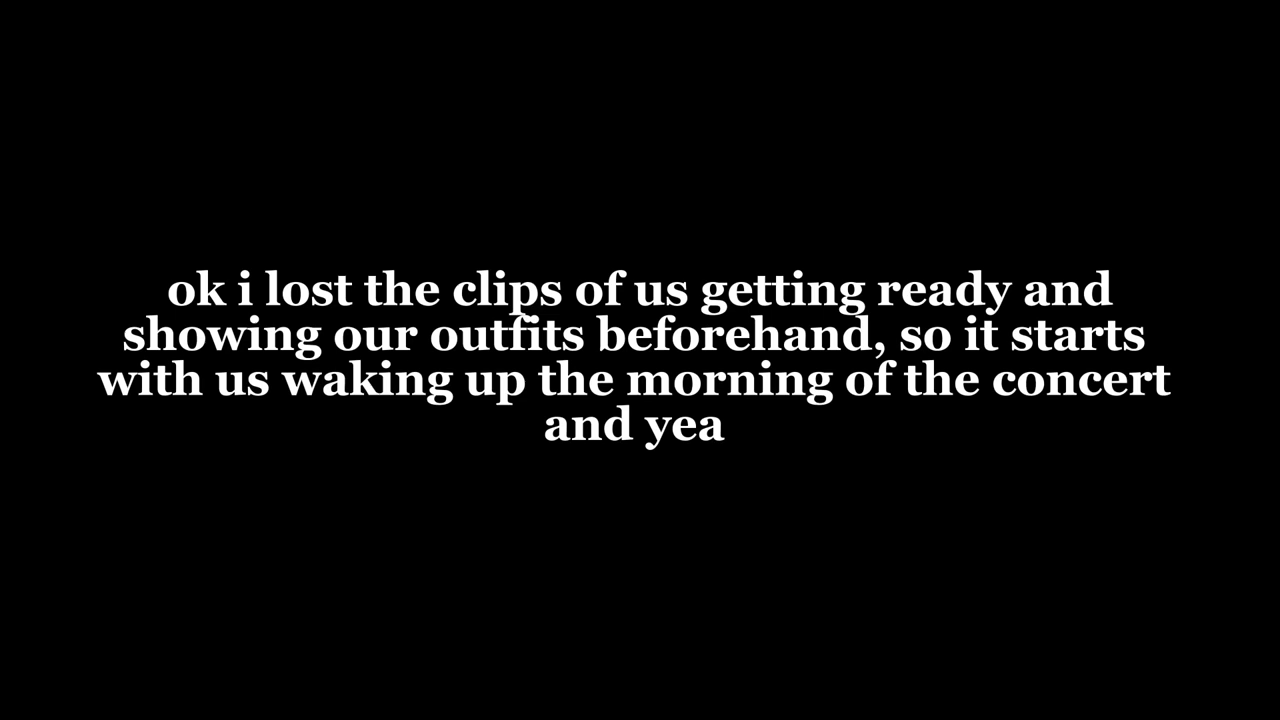 ok i lost the clips of us getting ready and
showing our outfits beforehand, so it starts
with us waking up the morning of the concert
and yea